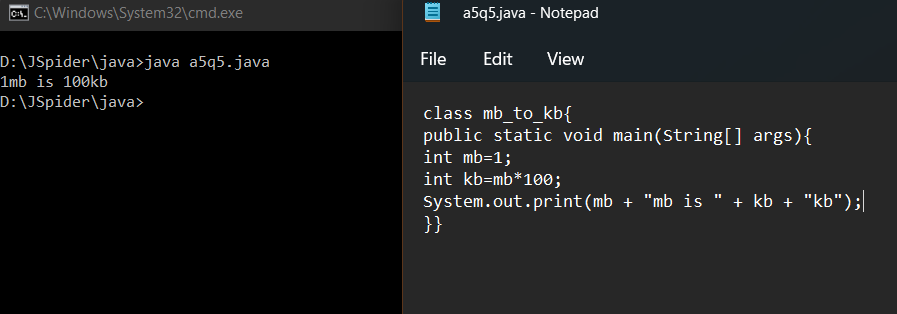 C:\Windows\System32\cmd.exe
D:\JSpider\java>java a5q5.java
1mb is 100kb
D:\JSpider\java>
a5q5.java - Notepad
File Edit View
class mb_to_kb{
public static void main(String[] args){
int mb=1;
int kb=mb*100;
System.out.print(mb + "mb is " + kb + "kb");
}}